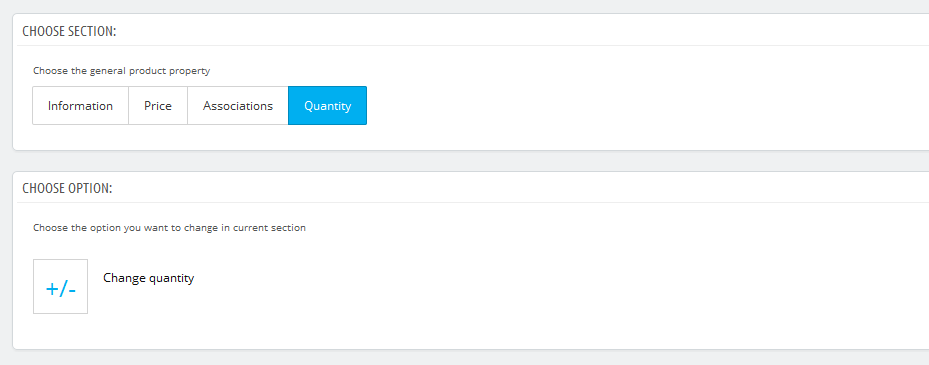 CHOOSE SECTION:
Choose the general product property
Information Price Associations Quantity
CHOOSE OPTION:
Choose the option you want to change in current section
+/- Change quantity